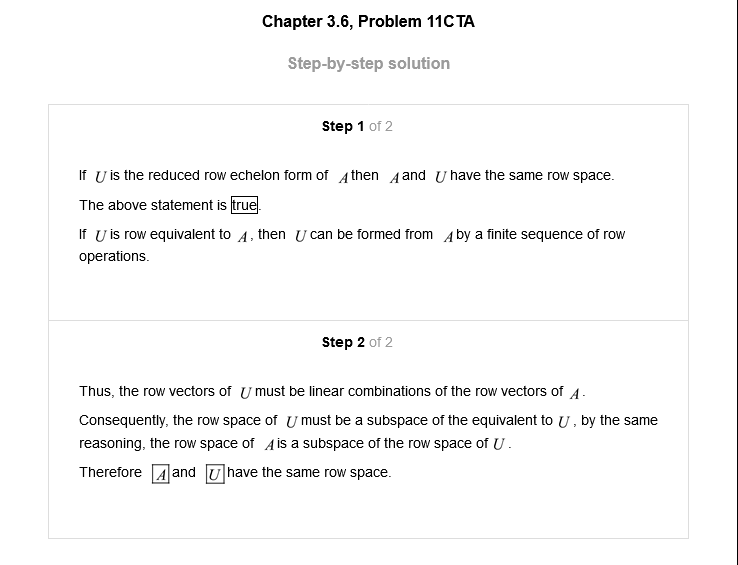 Chapter 3.6, Problem 11CTA
Step-by-step solution
Step 1 of 2
If U is the reduced row echelon form of A then A and U have the same row space.
The above statement is true.
If U is row equivalent to A, then U can be formed from A by a finite sequence of row
operations.
Step 2 of 2
Thus, the row vectors of U must be linear combinations of the row vectors of A.
Consequently, the row space of U must be a subspace of the equivalent to U, by the same
reasoning, the row space of A is a subspace of the row space of U.
Therefore A and U have the same row space.